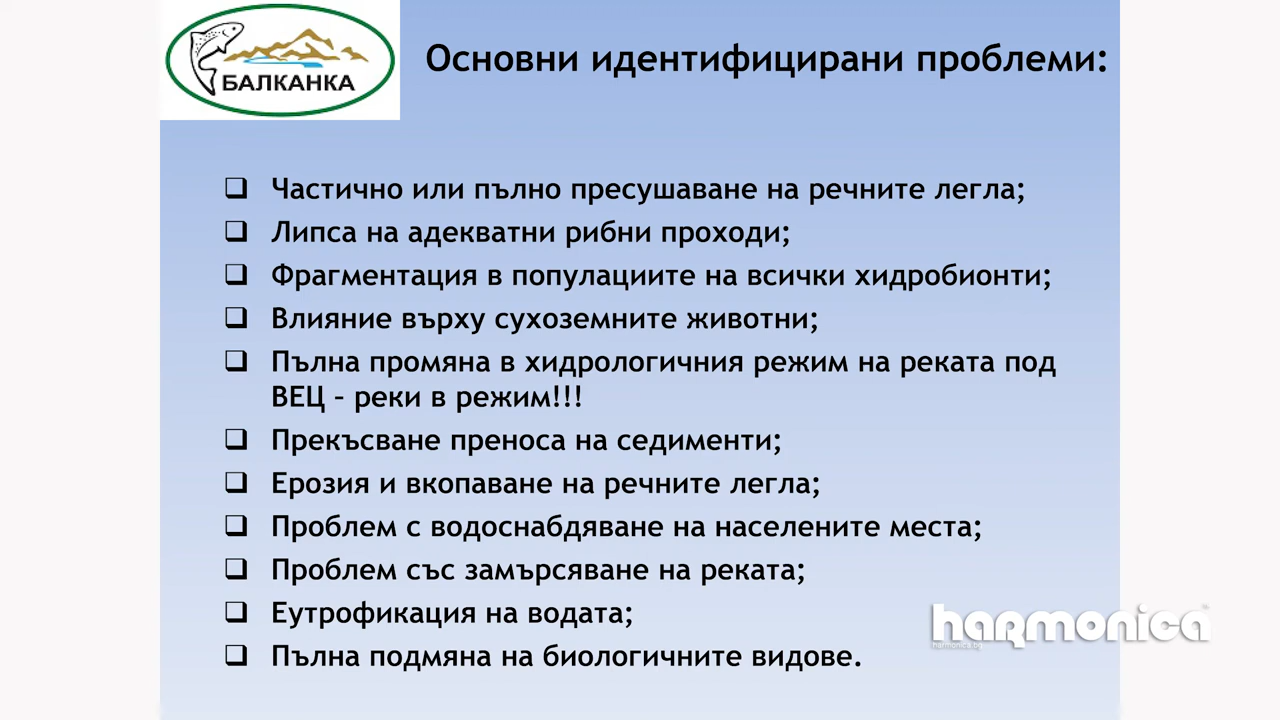 БАЛКАНКА
Основни идентифицирани проблеми:
Частично или пълно пресушаване на речните легла;
Липса на адекватни рибни проходи;
Фрагментация в популациите на всички хидробионти;
Влияние върху сухоземните животни;
Пълна промяна в хидрологичния режим на реката под
ВЕЦ – реки в режим!!!
Прекъсване преноса на седименти;
Ерозия и вкопаване на речните легла;
Проблем с водоснабдяване на населените места;
Проблем със замърсяване на реката;
Еутрофикация на водата;
Пълна подмяна на биологичните видове.
harmonica
harmonica.bg